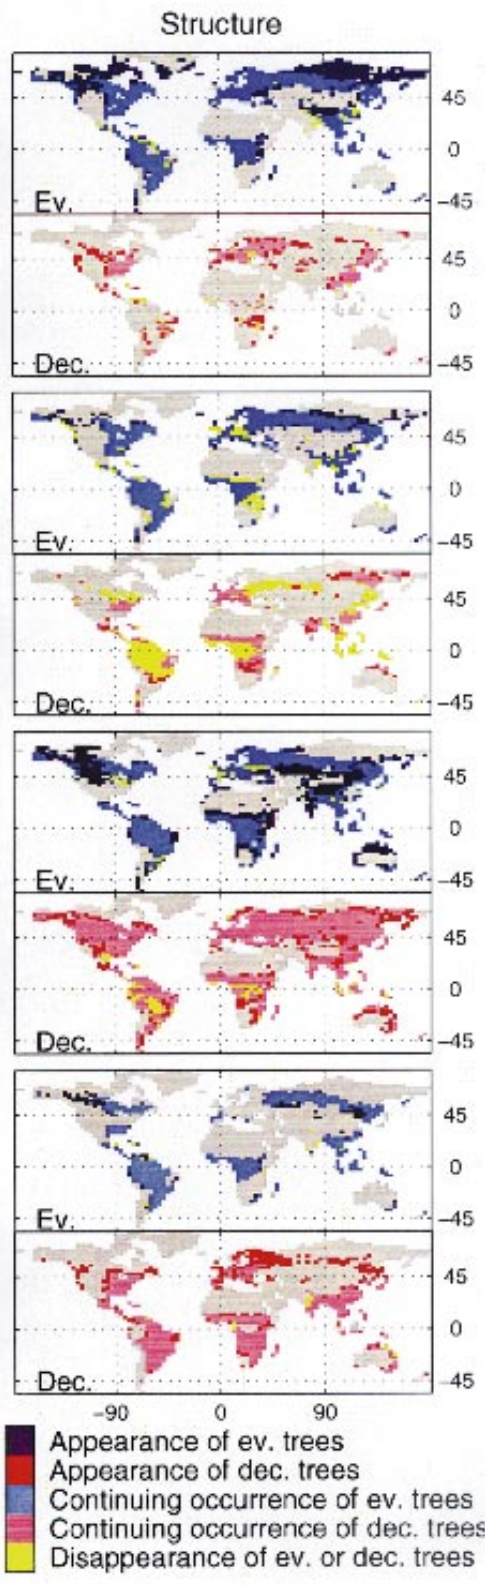 Structure
45
0
Ev.
-45
45
0
Dec.
-45
45
0
Ev.
-45
45
0
Dec.
-45
45
0
Ev.
-45
45
0
Dec.
-45
45
0
Ev.
-45
45
0
Dec.
-45
-90 0 90
Appearance of ev. trees
Appearance of dec. trees
Continuing occurrence of ev. trees
Continuing occurrence of dec. trees
Disappearance of ev. or dec. trees